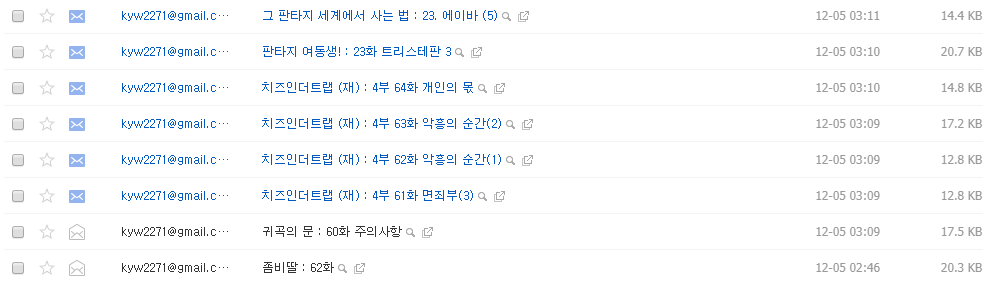 kyw2271@gmail.c··· 그 판타지 세계에서 사는 법 : 23. 에이바 (5) 12-05 03:11 14.4 KB
kyw2271@gmail.c··· 판타지 여동생! : 23화 트리스테판 3 12-05 03:10 20.7 KB
kyw2271@gmail.c··· 치즈인더트랩 (재) : 4부 64화 개인의 몫 12-05 03:10 14.8 KB
kyw2271@gmail.c··· 치즈인더트랩 (재) : 4부 63화 악흥의 순간(2) 12-05 03:09 17.2 KB
kyw2271@gmail.c··· 치즈인더트랩 (재) : 4부 62화 악흥의 순간(1) 12-05 03:09 12.8 KB
kyw2271@gmail.c··· 치즈인더트랩 (재) : 4부 61화 면죄부(3) 12-05 03:09 12.8 KB
kyw2271@gmail.c··· 귀곡의 문 : 60화 주의사항 12-05 03:09 17.5 KB
kyw2271@gmail.c··· 좀비딸 : 62화 12-05 02:46 20.3 KB